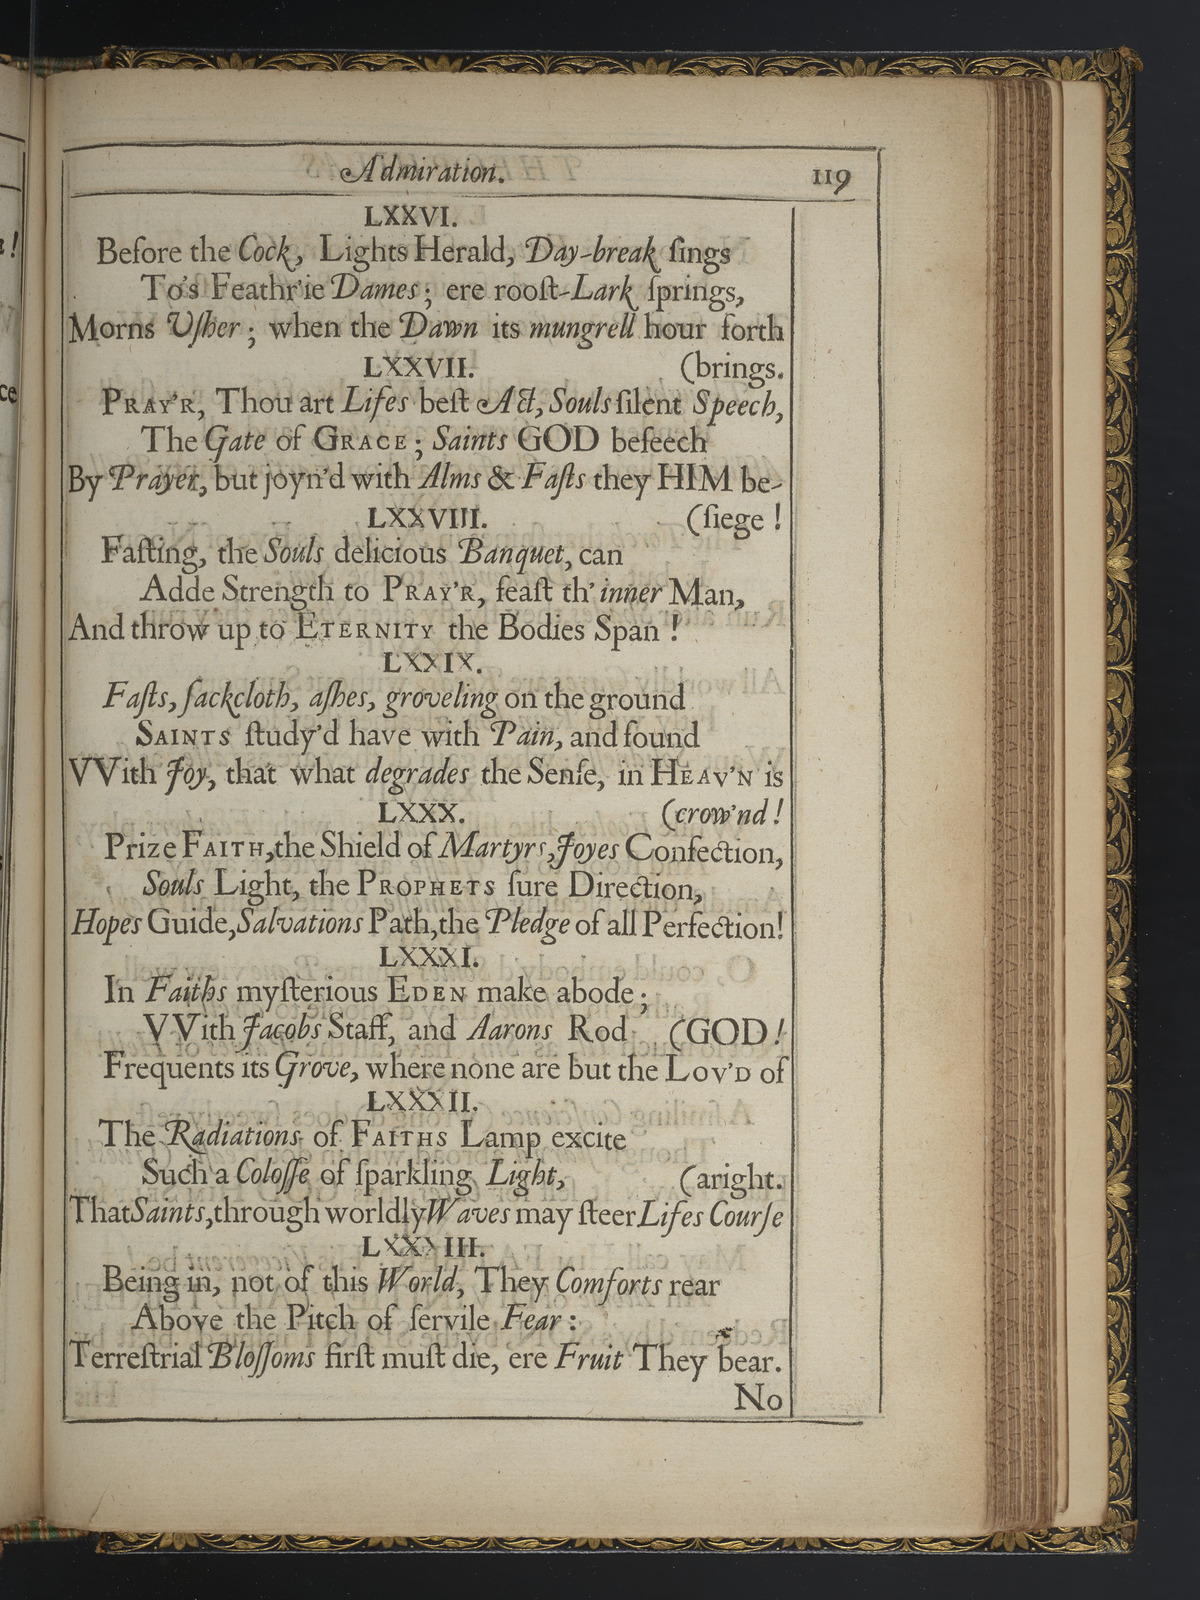 Admiration. 119
LXXVI.
Before the Cock, Lights Herald, Day-break ſings
To's Feathr'ie Dames; ere rooſt-Lark ſprings,
Morns Uſher; when the Dawn its mungrell hour forth
LXXVII. (brings.
PRAY'R, Thou art Lifes beſt Act, Souls ſilent Speech,
The Gate of GRACE; Saints GOD beſeech
By Prayer, but joyn'd with Alms & Faſts they HIM be-
LXXVIII. (ſiege!
Faſting, the Souls delicious Banquet, can
Adde Strength to PRAY'R, feaſt th' inner Man,
And throw up to ETERNITY the Bodies Span!
LXXIX.
Faſts, ſackcloth, aſhes, groveling on the ground
SAINTS ſtudy'd have with Pain, and found
VVith Joy, that what degrades the Senſe, in HEAV'N is
LXXX. (crow'nd!
Prize FAITH, the Shield of Martyrs, Joyes Confection,
Souls Light, the PROPHETS ſure Direction,
Hopes Guide, Salvations Path, the Pledge of all Perfection!
LXXXI.
In Faiths myſterious EDEN make abode;
VVith Jacobs Staff, and Aarons Rod (GOD!
Frequents its Grove, where none are but the LOV'D of
LXXXII.
The Radiations of FAITHS Lamp excite
Such a Coloſſe of ſparkling Light, (aright.
That Saints, through worldly Waves may ſteer Lifes Courſe
LXXXIII.
Being in, not of this World, They Comforts rear
Above the Pitch of ſervile Fear:
Terreſtrial Bloſſoms firſt muſt die, ere Fruit They bear.
No